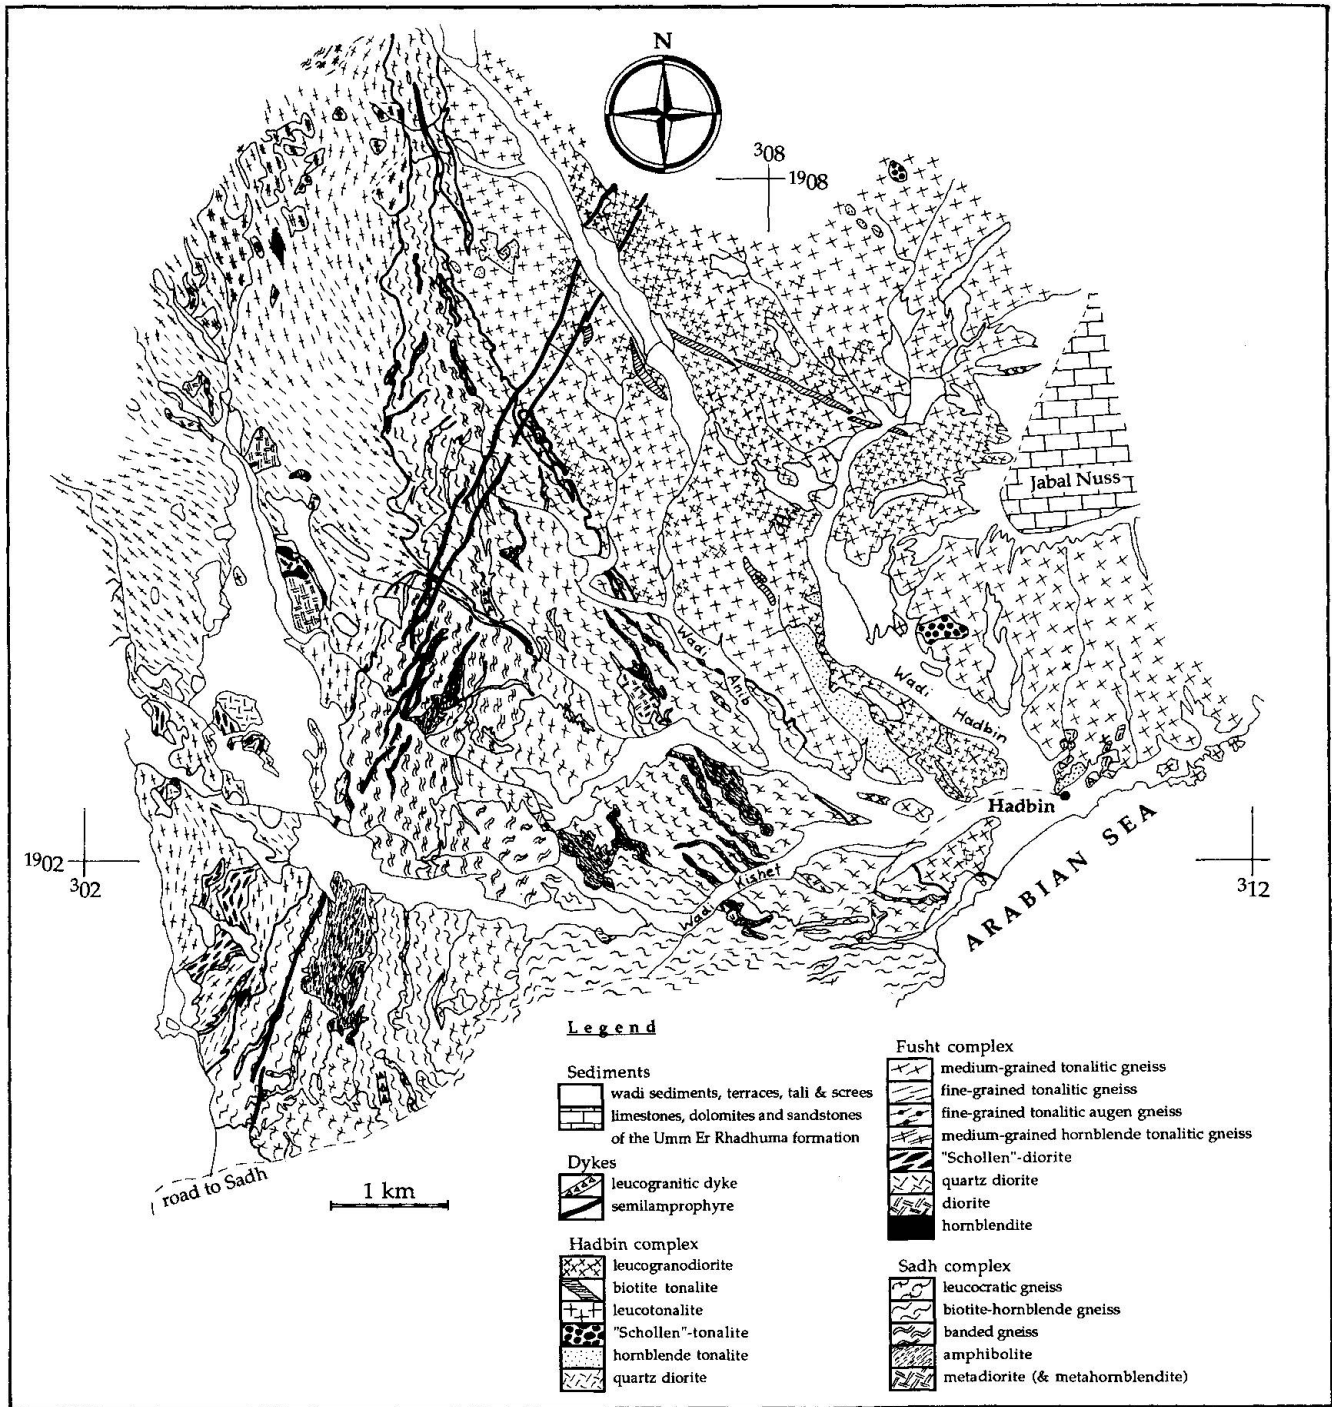 N
308
1908
Jabal Nuss
Wadi Anib
Wadi Hadbin
Hadbin
ARABIAN SEA
1902
302
312
Wadi Kishet
road to Sadh
1 km
Legend
Sediments
wadi sediments, terraces, tali & screes
limestones, dolomites and sandstones
of the Umm Er Rhadhuma formation
Dykes
leucogranitic dyke
semilamprophyre
Hadbin complex
leucogranodiorite
biotite tonalite
leucotonalite
"Schollen"-tonalite
hornblende tonalite
quartz diorite
Fusht complex
medium-grained tonalitic gneiss
fine-grained tonalitic gneiss
fine-grained tonalitic augen gneiss
medium-grained hornblende tonalitic gneiss
"Schollen"-diorite
quartz diorite
diorite
hornblendite
Sadh complex
leucocratic gneiss
biotite-hornblende gneiss
banded gneiss
amphibolite
metadiorite (& metahornblendite)